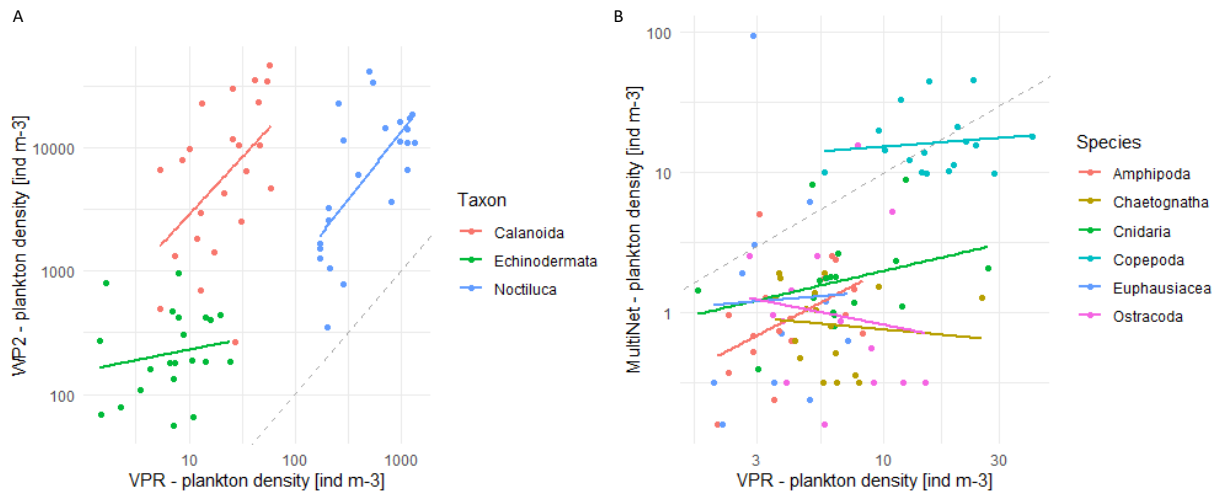 A
WP2 - plankton density [ind m-3]
10000
1000
100
10
100
1000
VPR - plankton density [ind m-3]
Taxon
Calanoida
Echinodermata
Noctiluca
B
MultiNet - plankton density [ind m-3]
100
10
1
3
10
30
VPR - plankton density [ind m-3]
Species
Amphipoda
Chaetognatha
Cnidaria
Copepoda
Euphausiacea
Ostracoda